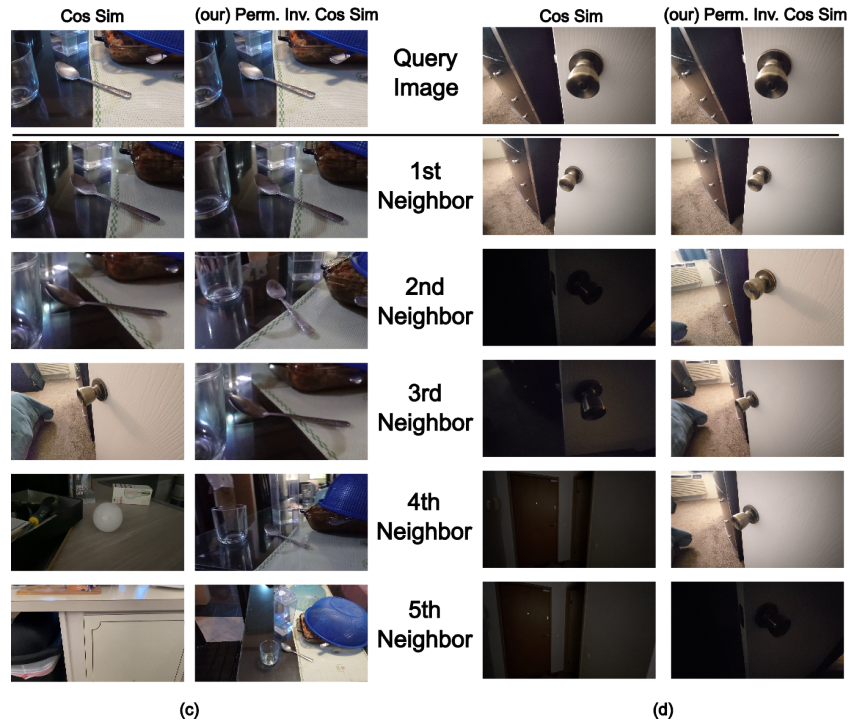 Cos Sim
(our) Perm. Inv. Cos Sim
Cos Sim
(our) Perm. Inv. Cos Sim
Query
Image
1st
Neighbor
2nd
Neighbor
3rd
Neighbor
4th
Neighbor
5th
Neighbor
(c)
(d)